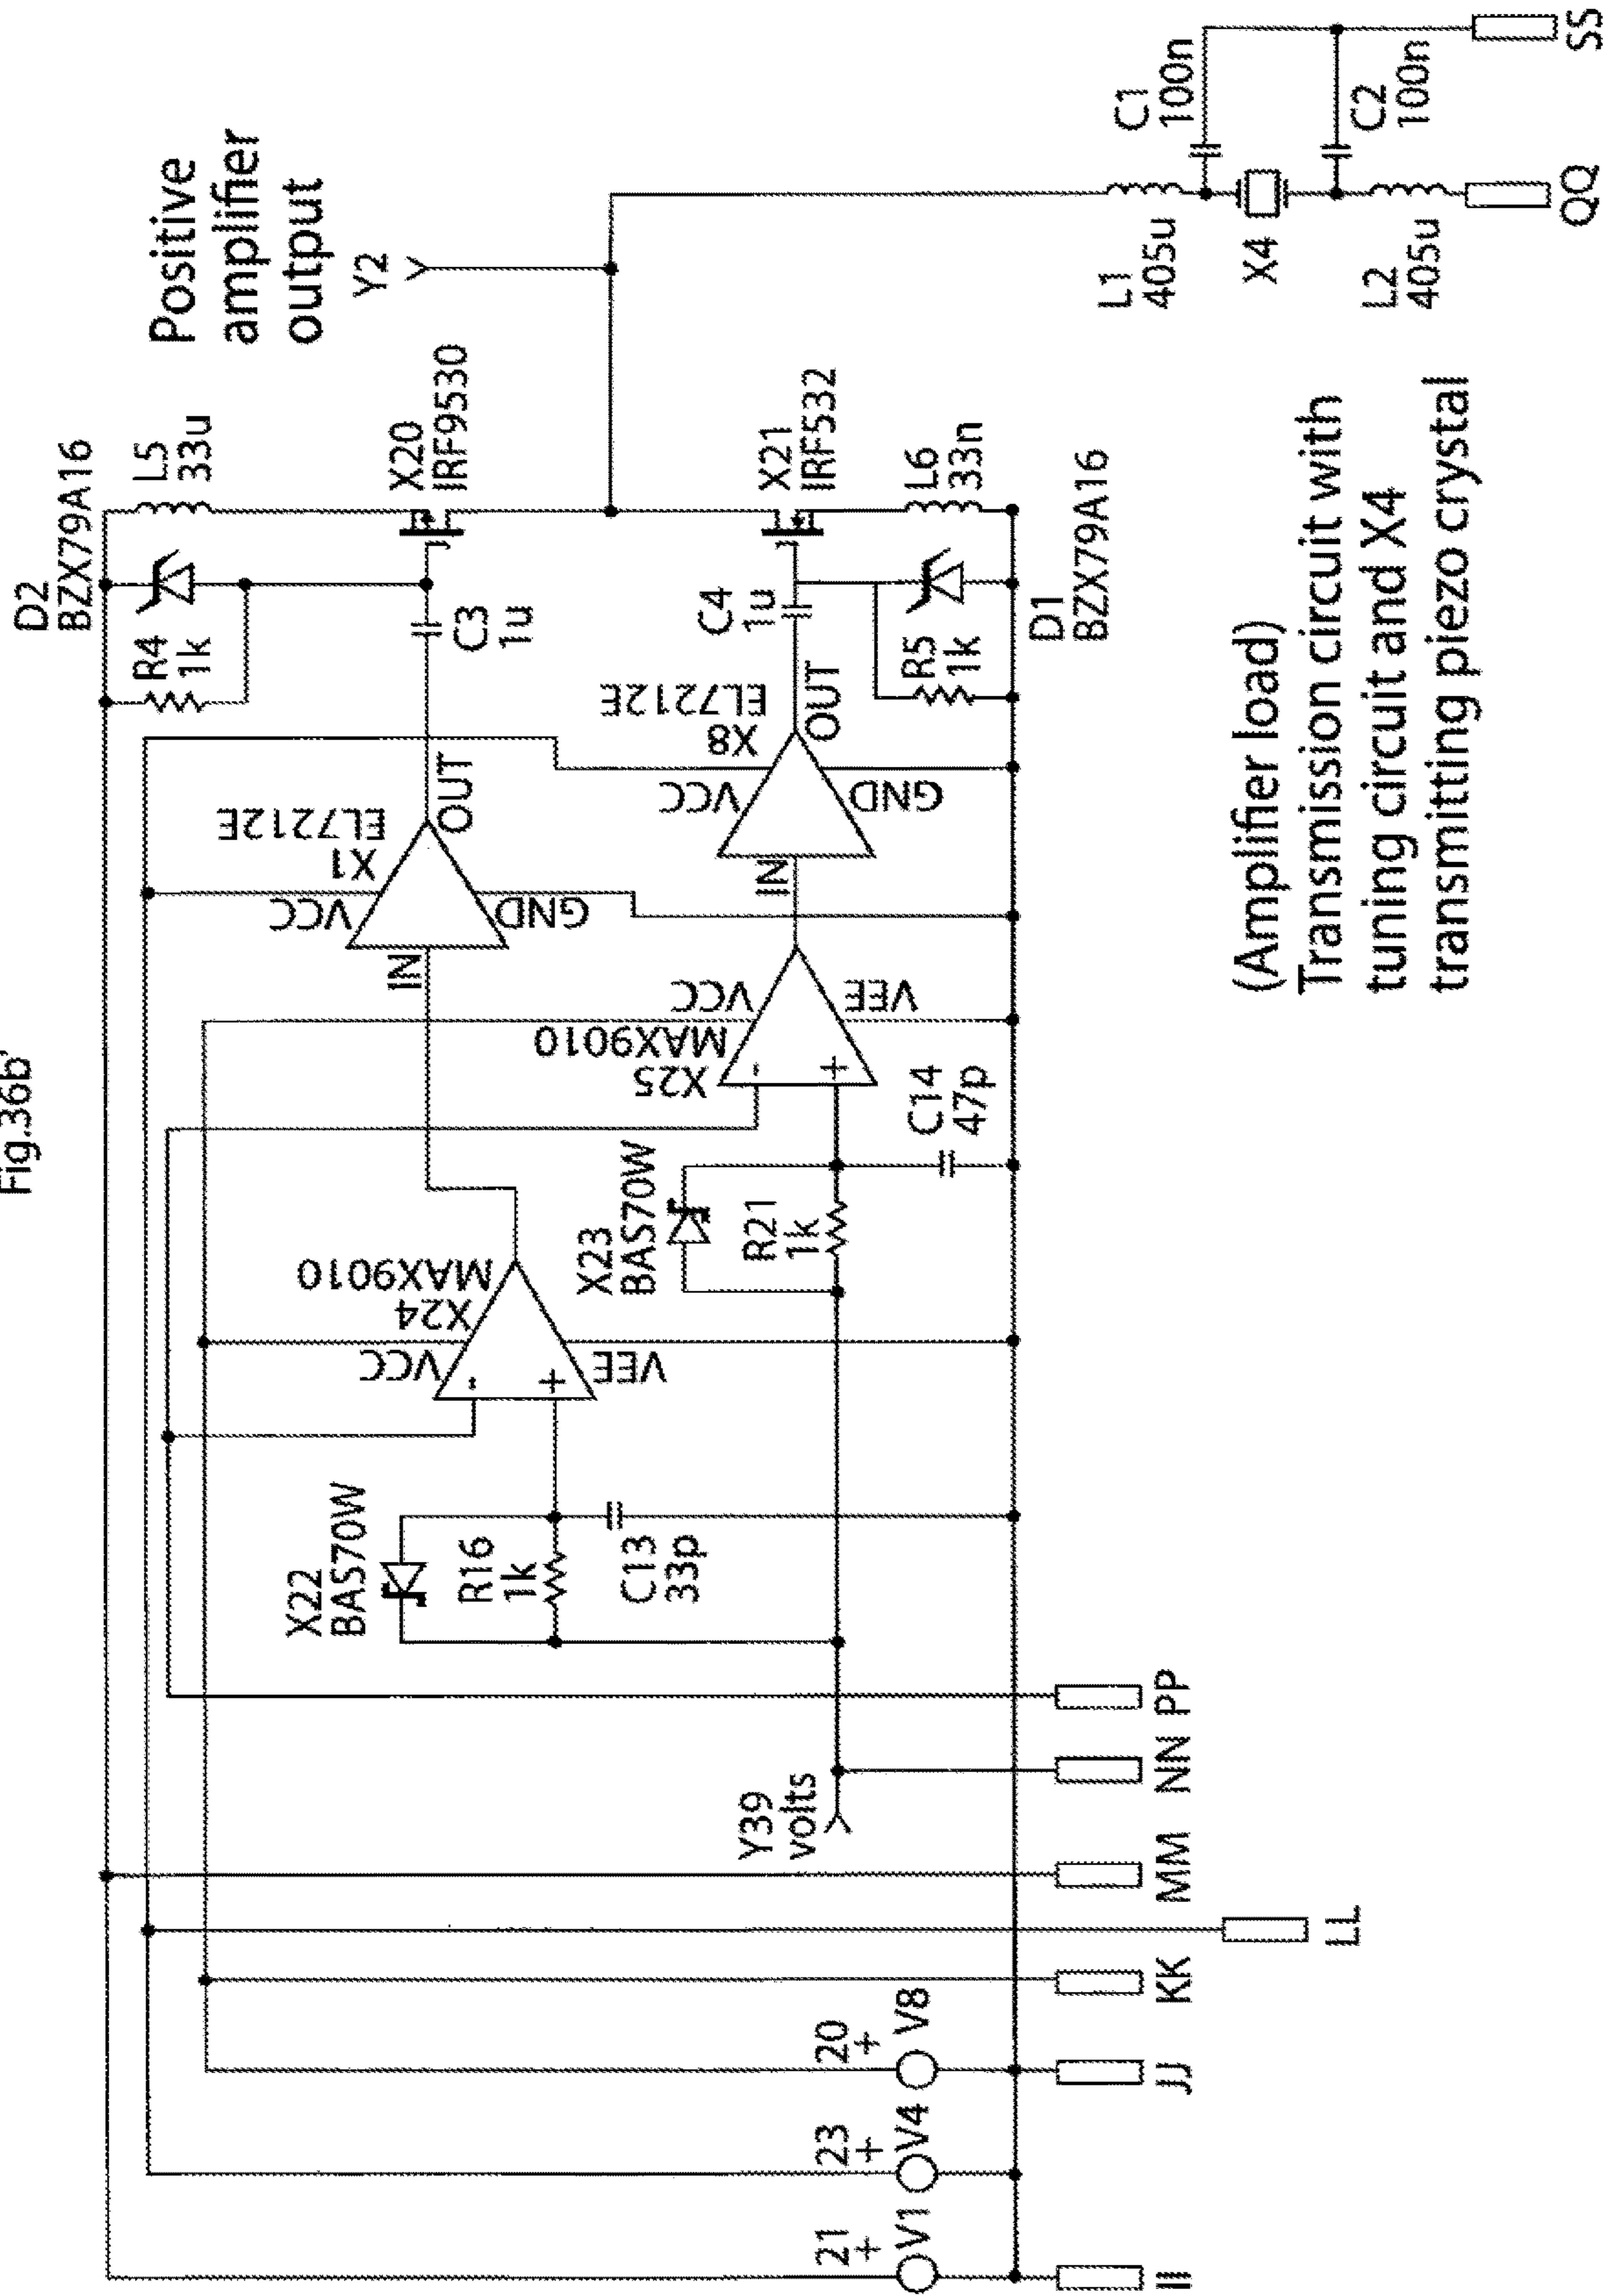 Fig.36b'
D2
BZX79A16
L5
33u
R4
1k
X20
IRF9530
C3
1u
Positive
amplifier
output
Y2
X1
EL7212E
VCC
GND
IN
OUT
X8
EL7212E
VCC
GND
IN
OUT
C4
1u
X21
IRF532
L6
33n
R5
1k
D1
BZX79A16
X24
MAX9010
VCC
VEE
-
+
X25
MAX9010
VCC
VEE
-
+
X22
BAS70W
R16
1k
C13
33p
X23
BAS70W
R21
1k
C14
47p
Y39
volts
21
+
V1
23
+
V4
20
+
V8
II
JJ
KK
LL
MM
NN
PP
L1
405u
C1
100n
X4
C2
100n
L2
405u
QQ
SS
(Amplifier load)
Transmission circuit with
tuning circuit and X4
transmitting piezo crystal